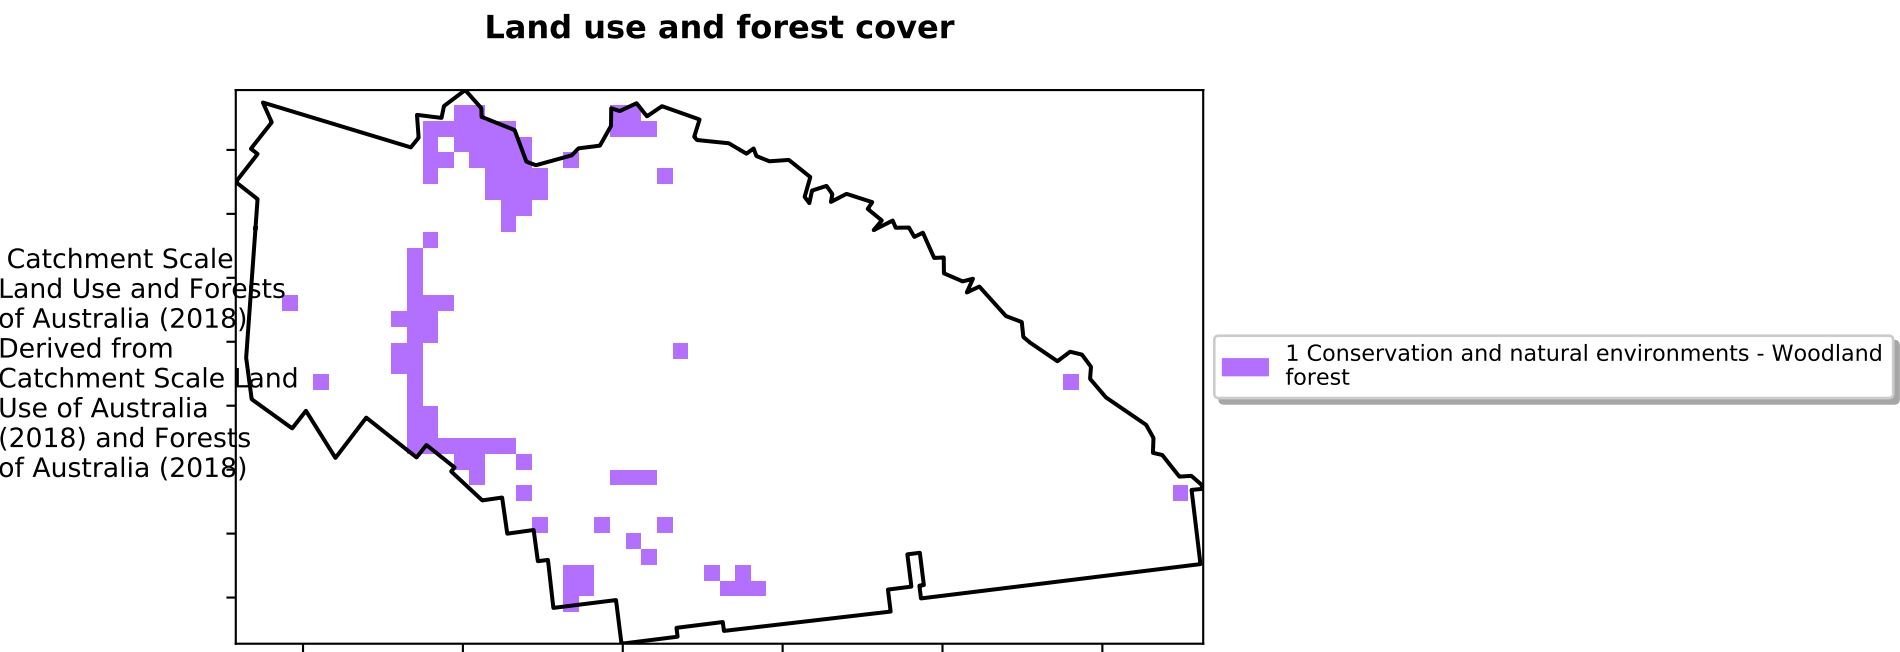 Land use and forest cover
Catchment Scale
Land Use and Forests
of Australia (2018)
Derived from
Catchment Scale Land
Use of Australia
(2018) and Forests
of Australia (2018)
1 Conservation and natural environments - Woodland
forest